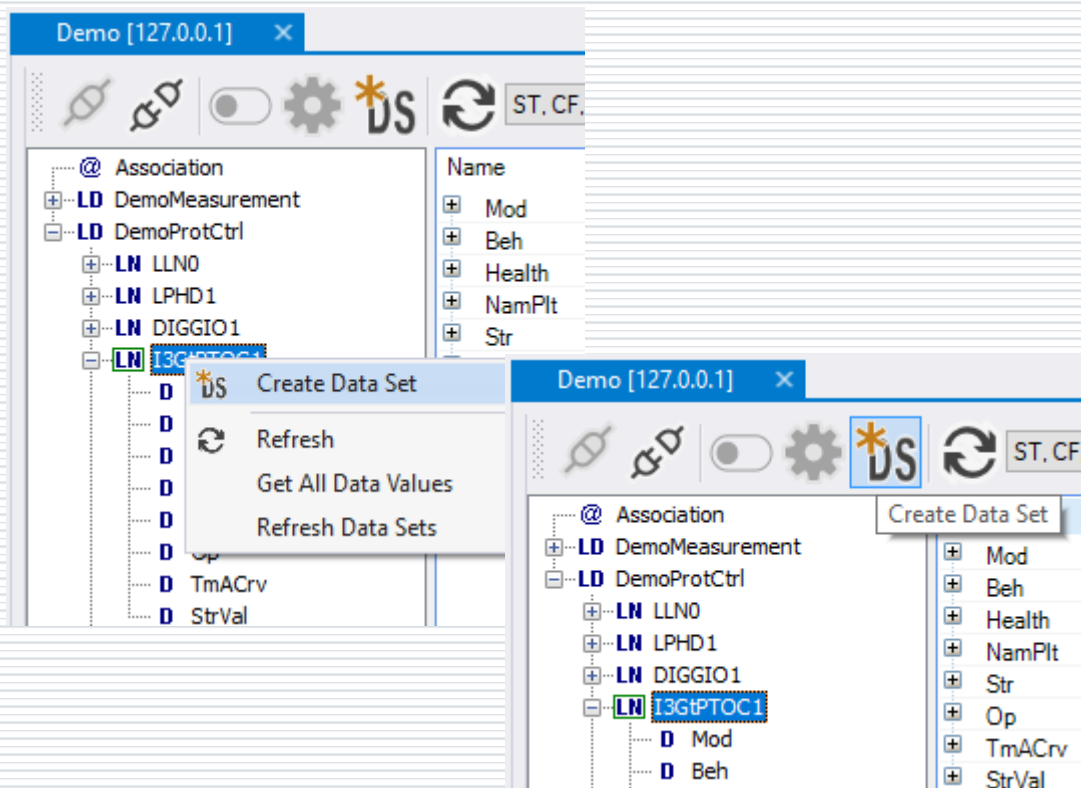 Demo [127.0.0.1] ×
DS ST, CF,
@ Association
LD DemoMeasurement
LD DemoProtCtrl
LN LLN0
LN LPHD1
LN DIGGIO1
LN
D
D
D
D
D
D
D TmACrv
D StrVal
Name
Mod
Beh
Health
NamPlt
Str
DS Create Data Set
Refresh
Get All Data Values
Refresh Data Sets
Demo [127.0.0.1] ×
DS ST, CF
Create Data Set
@ Association
LD DemoMeasurement
LD DemoProtCtrl
LN LLN0
LN LPHD1
LN DIGGIO1
LN I3GtPTOC1
D Mod
D Beh
Mod
Beh
Health
NamPlt
Str
Op
TmACrv
StrVal